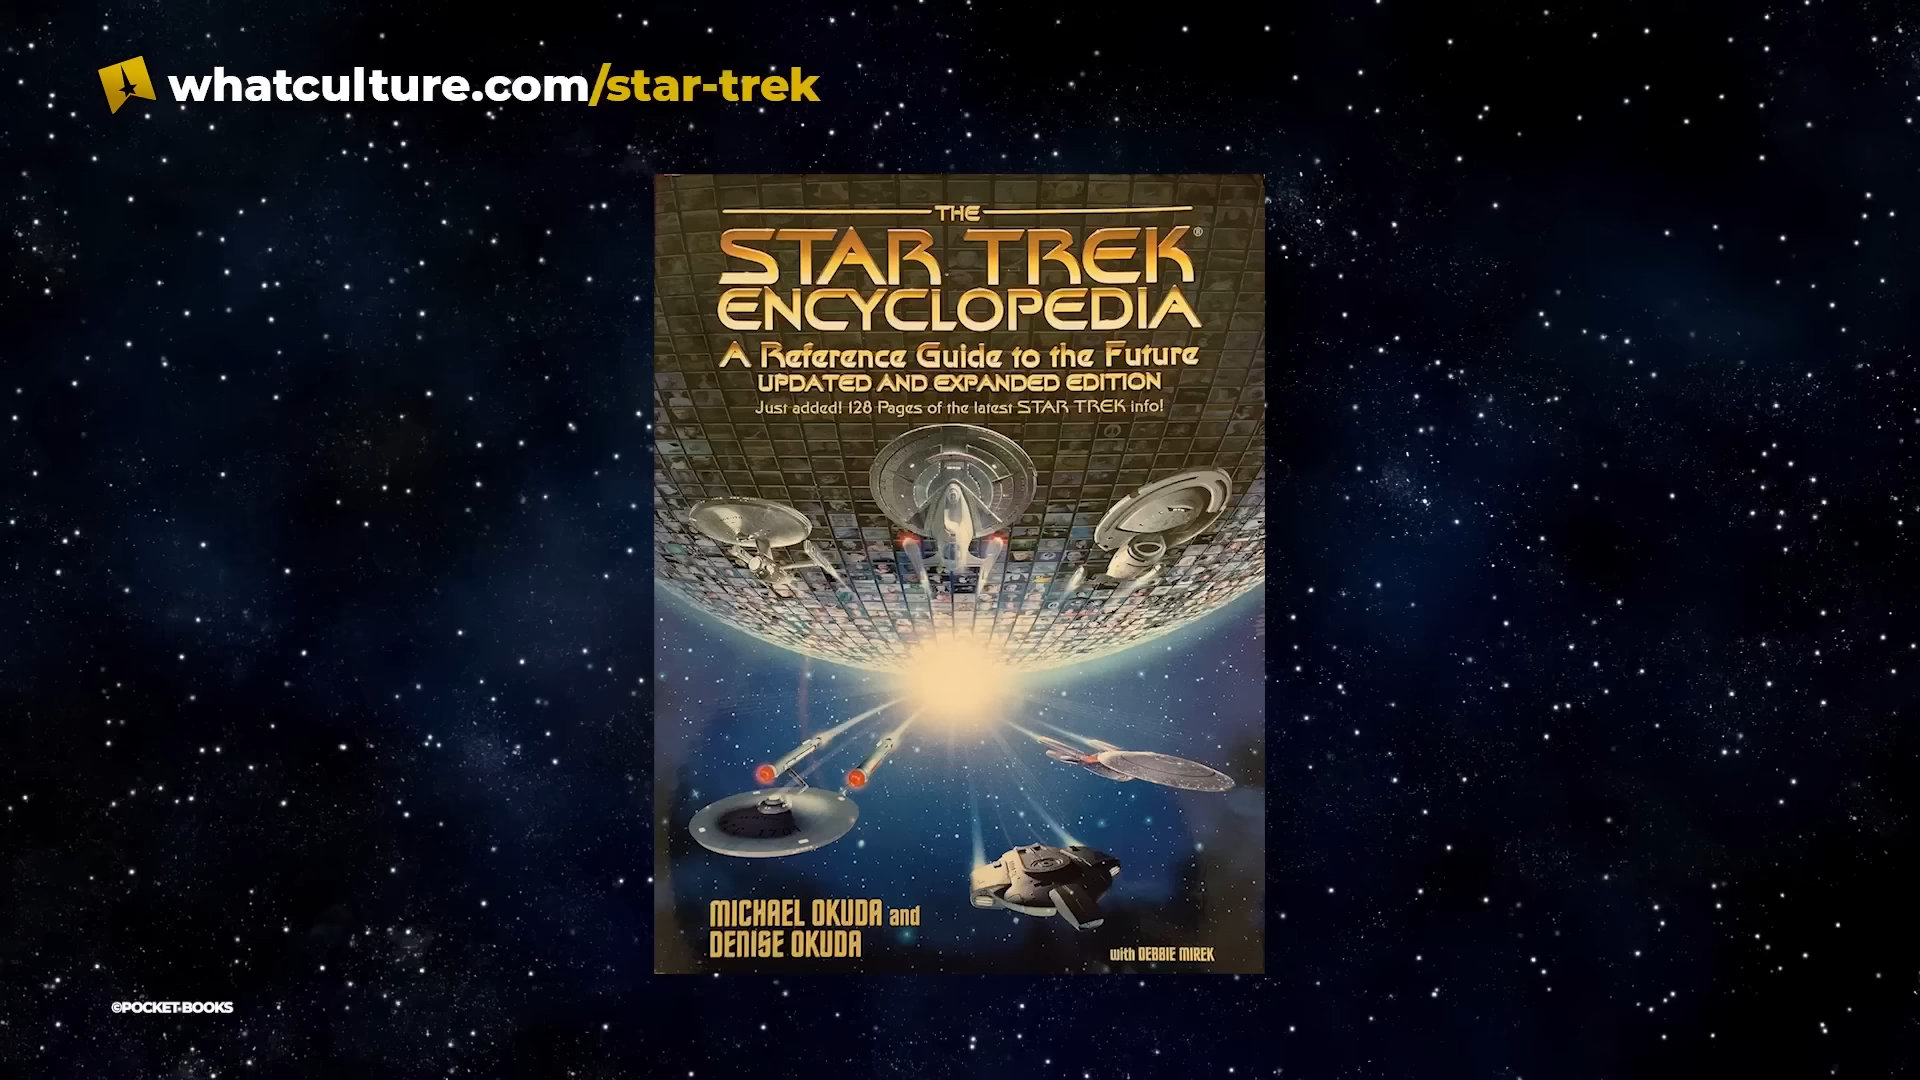 whatculture.com/star-trek
THE
STAR TREK®
ENCYCLOPEDIA
A Reference Guide to the Future
UPDATED AND EXPANDED EDITION
Just added! 128 Pages of the latest STAR TREK info!
MICHAEL OKUDA and
DENISE OKUDA
with DEBBIE MIREK
©POCKET BOOKS